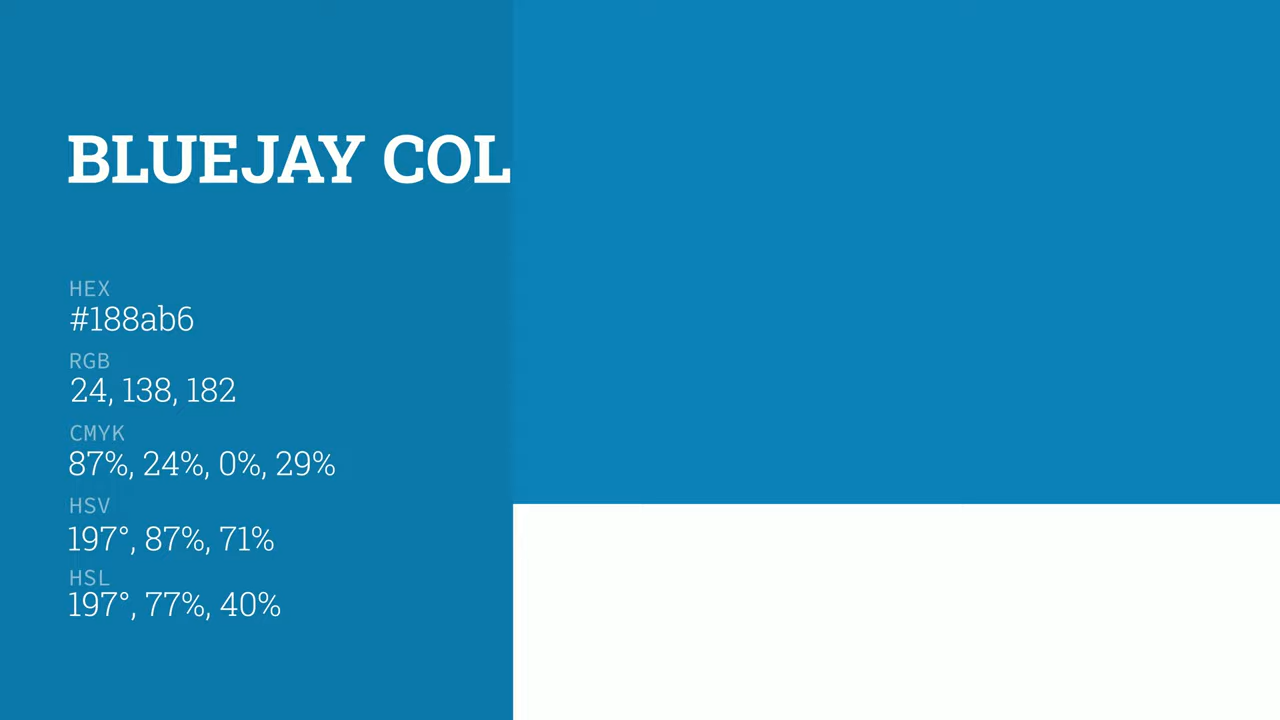 BLUEJAY COL
HEX
#188ab6
RGB
24, 138, 182
CMYK
87%, 24%, 0%, 29%
HSV
197°, 87%, 71%
HSL
197°, 77%, 40%